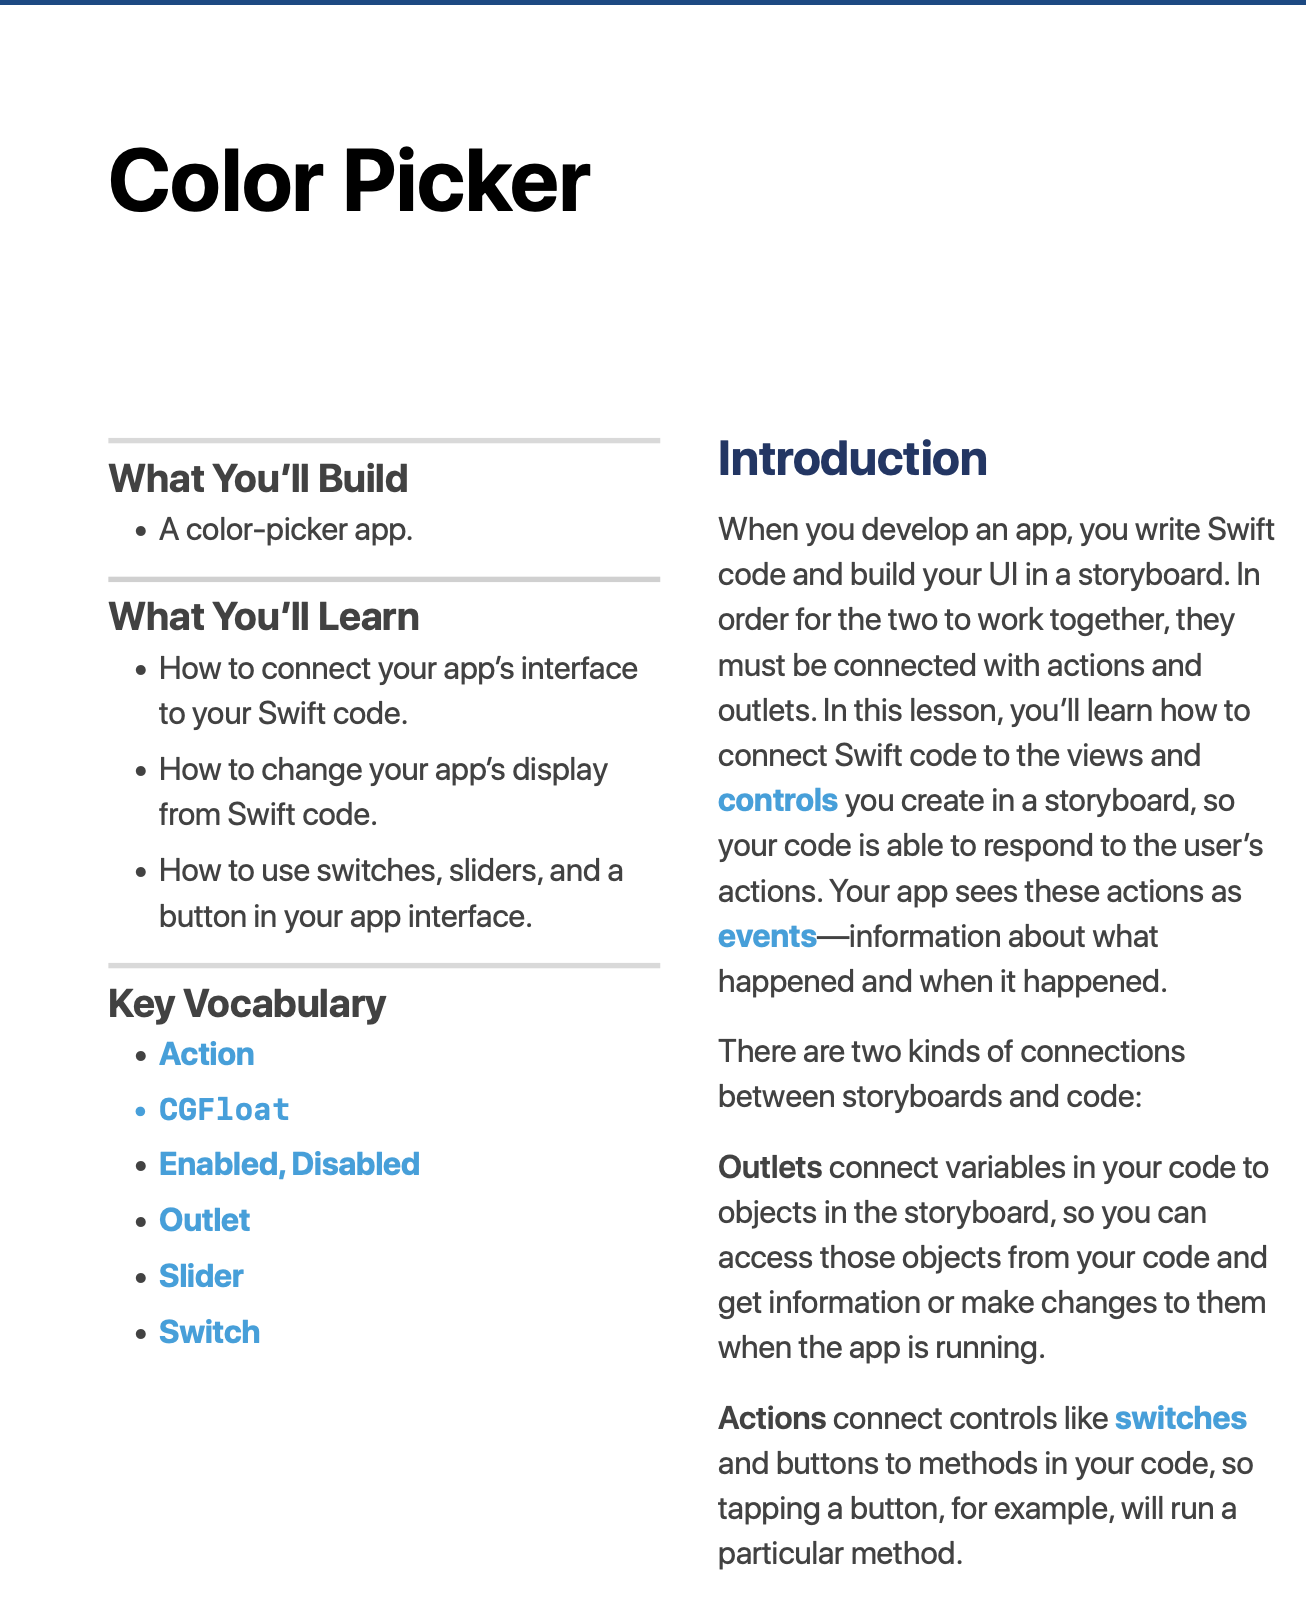 Color Picker
What You’ll Build
• A color-picker app.
What You’ll Learn
• How to connect your app’s interface
to your Swift code.
• How to change your app’s display
from Swift code.
• How to use switches, sliders, and a
button in your app interface.
Key Vocabulary
• Action
• CGFloat
• Enabled, Disabled
• Outlet
• Slider
• Switch
Introduction
When you develop an app, you write Swift
code and build your UI in a storyboard. In
order for the two to work together, they
must be connected with actions and
outlets. In this lesson, you’ll learn how to
connect Swift code to the views and
controls you create in a storyboard, so
your code is able to respond to the user’s
actions. Your app sees these actions as
events—information about what
happened and when it happened.
There are two kinds of connections
between storyboards and code:
Outlets connect variables in your code to
objects in the storyboard, so you can
access those objects from your code and
get information or make changes to them
when the app is running.
Actions connect controls like switches
and buttons to methods in your code, so
tapping a button, for example, will run a
particular method.